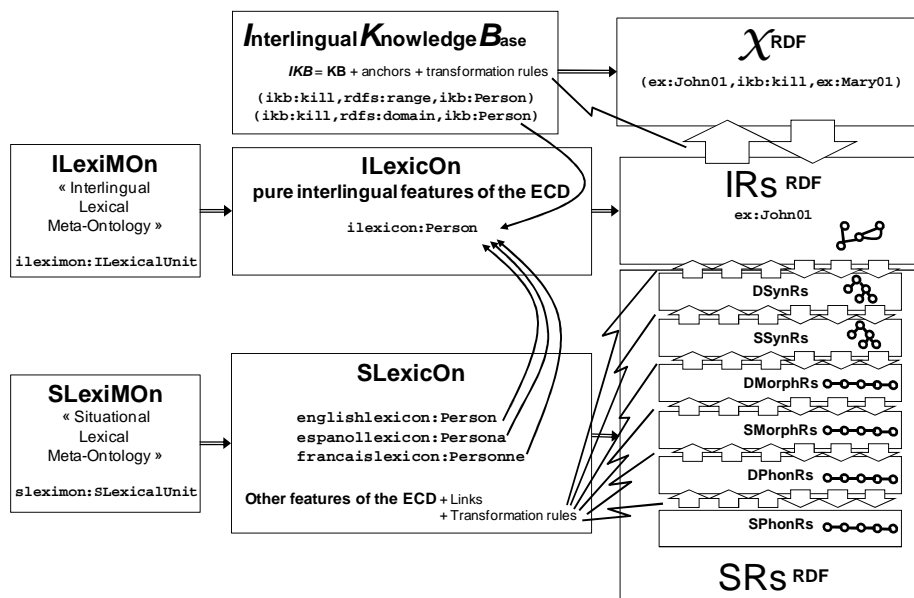 Interlingual Knowledge Base
IKB = KB + anchors + transformation rules
(ikb:kill,rdfs:range,ikb:Person)
(ikb:kill,rdfs:domain,ikb:Person)
X RDF
(ex:John01,ikb:kill,ex:Mary01)
ILexiMOn
« Interlingual
Lexical
Meta-Ontology »
ileximon:ILexicalUnit
ILexicOn
pure interlingual features of the ECD
ilexicon:Person
IRs RDF
ex:John01
DSynRs
SSynRs
DMorphRs
SMorphRs
DPhonRs
SPhonRs
SRs RDF
SLexiMOn
« Situational
Lexical
Meta-Ontology »
sleximon:SLexicalUnit
SLexicOn
englishlexicon:Person
espanollexicon:Persona
francaislexicon:Personne
Other features of the ECD + Links
+ Transformation rules